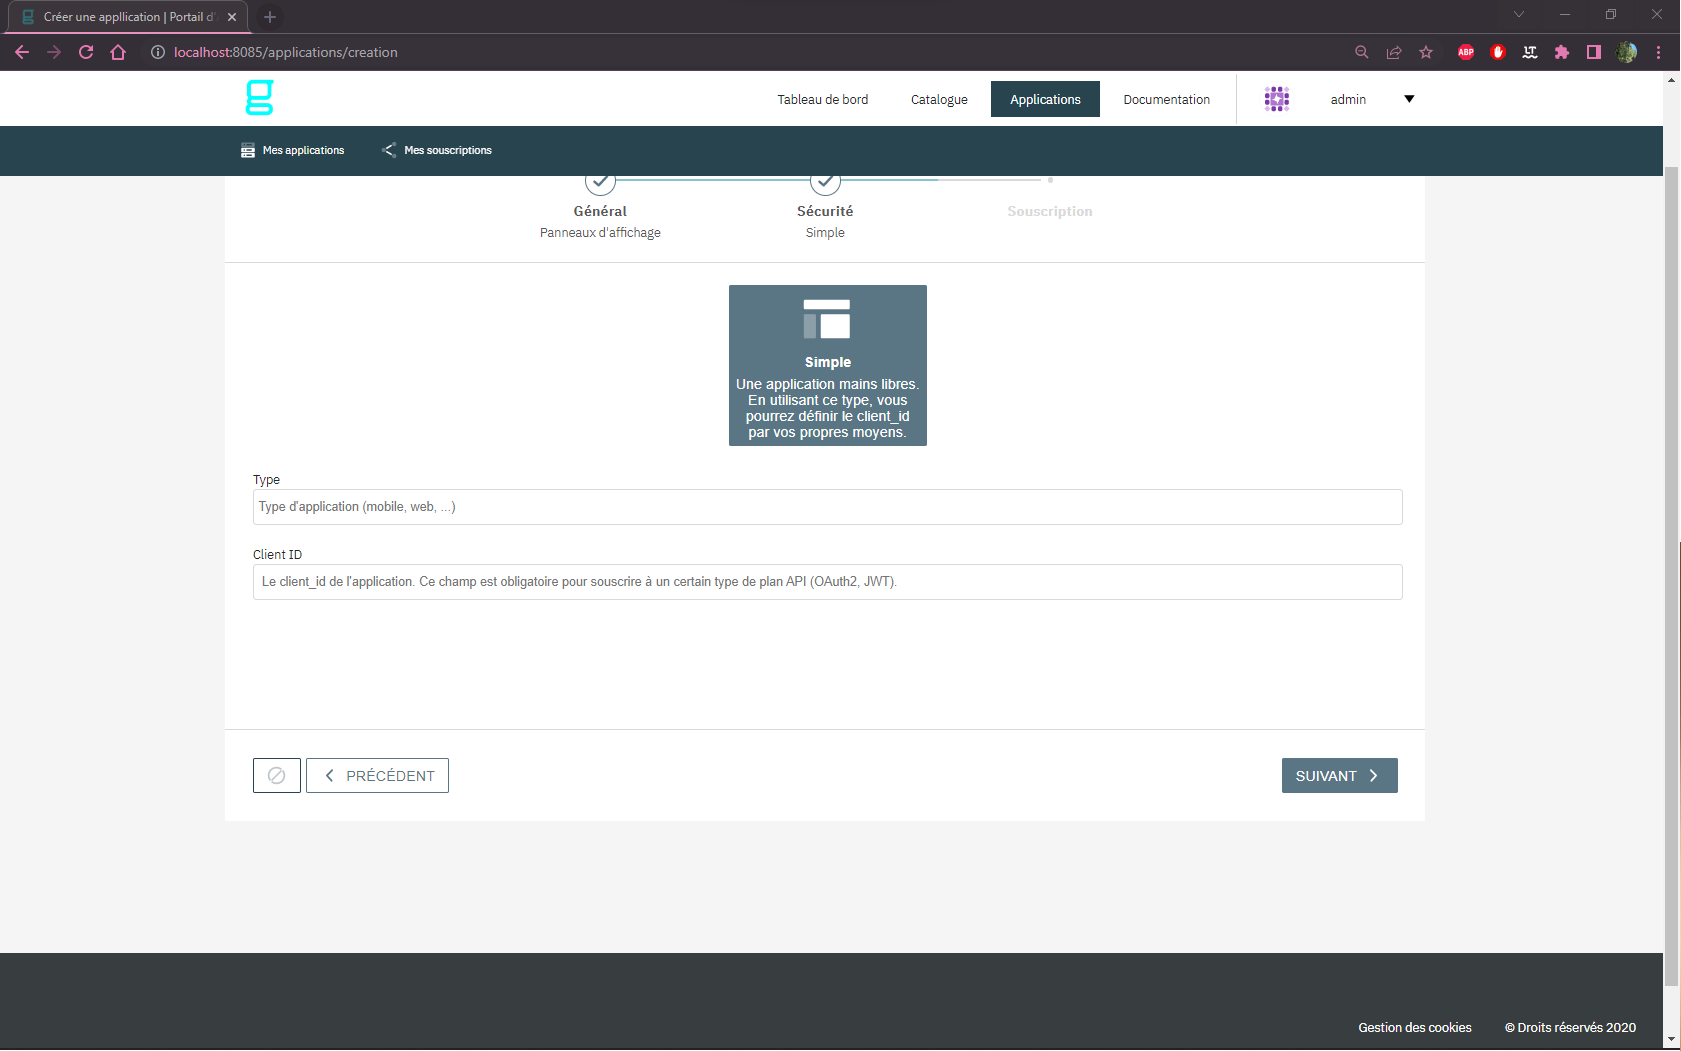 Créer une appllication | Portail d'
localhost:8085/applications/creation
ABP
LT
g
Tableau de bord
Catalogue
Applications
Documentation
admin
Mes applications
Mes souscriptions
Général
Sécurité
Souscription
Panneaux d'affichage
Simple
Simple
Une application mains libres.
En utilisant ce type, vous
pourrez définir le client_id
par vos propres moyens.
Type
Type d'application (mobile, web, ...)
Client ID
Le client_id de l'application. Ce champ est obligatoire pour souscrire à un certain type de plan API (OAuth2, JWT).
PRÉCÉDENT
SUIVANT
Gestion des cookies
© Droits réservés 2020